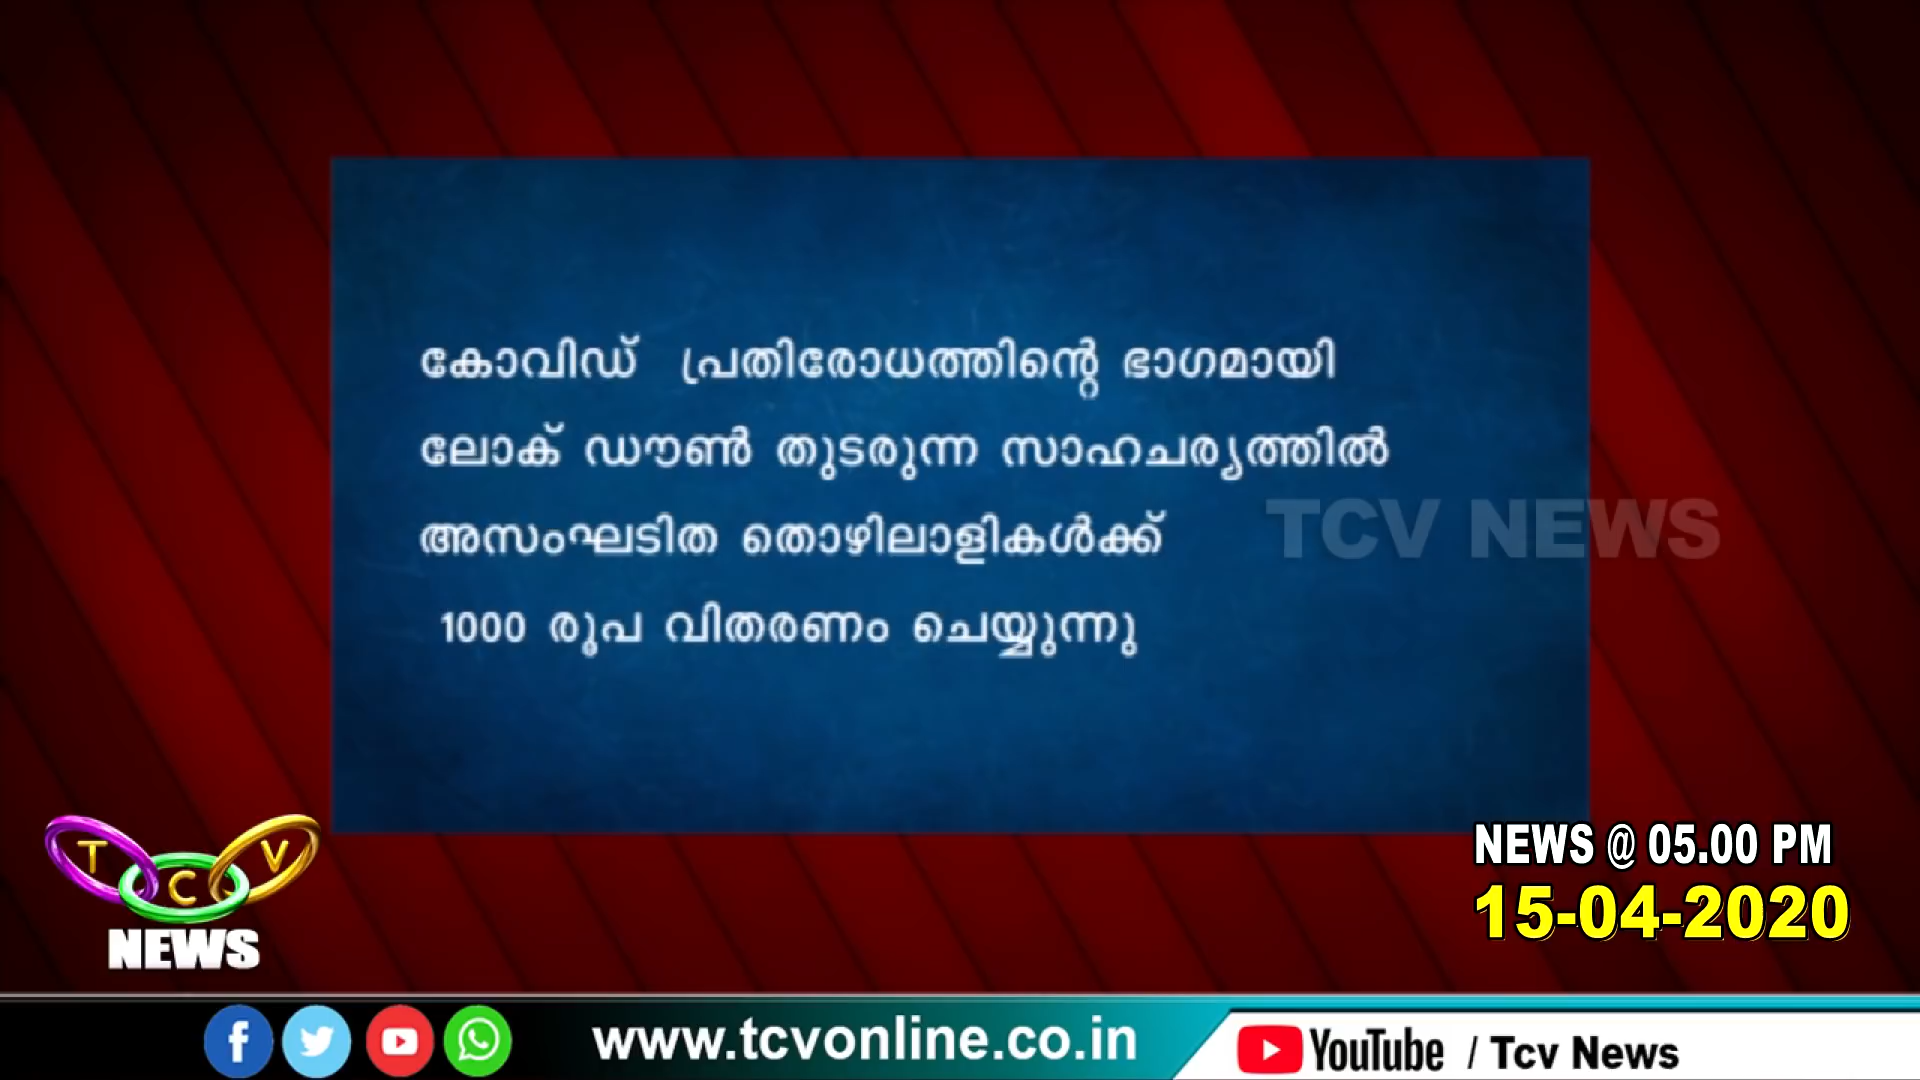 കോവിഡ് പ്രതിരോധത്തിന്റെ ഭാഗമായി
ലോക് ഡൗൺ തുടരുന്ന സാഹചര്യത്തിൽ
അസംഘടിത തൊഴിലാളികൾക്ക്
1000 രൂപ വിതരണം ചെയ്യുന്നു
TCV NEWS
T C V
NEWS
NEWS @ 05.00 PM
15-04-2020
www.tcvonline.co.in
YouTube / Tcv News